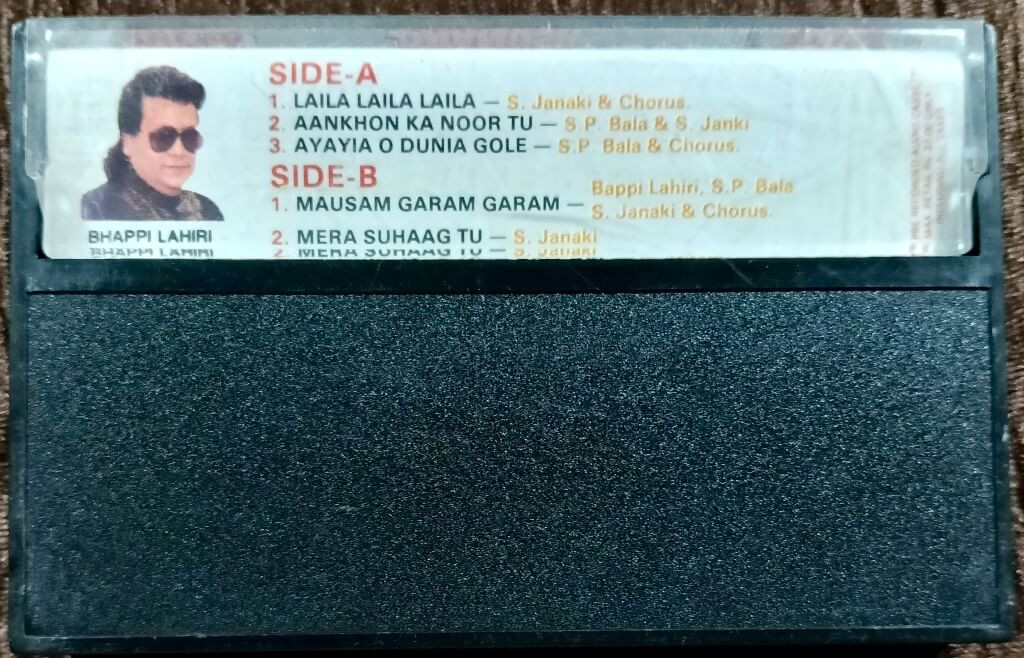 SIDE-A
1. LAILA LAILA LAILA — S. Janaki & Chorus.
2. AANKHON KA NOOR TU — S.P. Bala & S. Janki
3. AYAYIA O DUNIA GOLE — S.P. Bala & Chorus.
SIDE-B
1. MAUSAM GARAM GARAM — Bappi Lahiri, S.P. Bala
S. Janaki & Chorus.
2. MERA SUHAAG TU — S. Janaki
BHAPPI LAHIRI